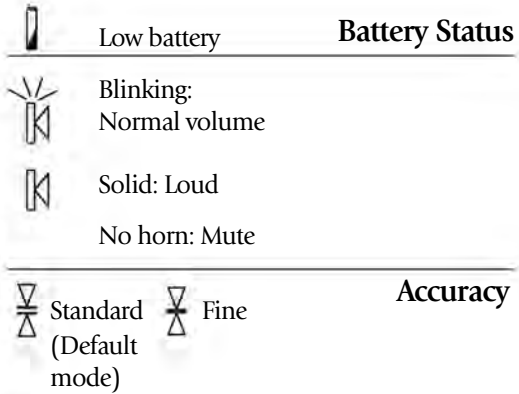 Low battery Battery Status
Blinking:
Normal volume
Solid: Loud
No horn: Mute
Accuracy
Standard Fine
(Default
mode)